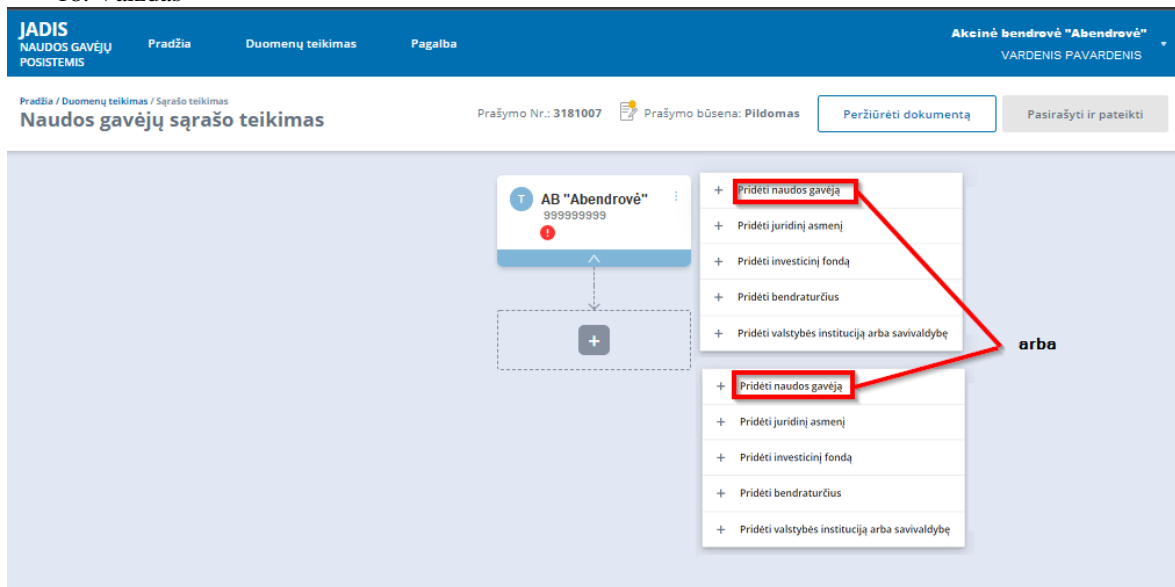 JADIS
NAUDOS GAVĖJŲ
POSISTEMIS
Pradžia
Duomenų teikimas
Pagalba
Akcinė bendrovė "Abendrovė"
VARDENIS PAVARDENIS
Pradžia / Duomenų teikimas / Sąrašo teikimas
Naudos gavėjų sąrašo teikimas
Prašymo Nr.: 3181007
Prašymo būsena: Pildomas
Peržiūrėti dokumentą
Pasirašyti ir pateikti
T
AB "Abendrovė"
999999999
!
+
+ Pridėti naudos gavėją
+ Pridėti juridinį asmenį
+ Pridėti investicinį fondą
+ Pridėti bendraturčius
+ Pridėti valstybės instituciją arba savivaldybę
arba
+ Pridėti naudos gavėją
+ Pridėti juridinį asmenį
+ Pridėti investicinį fondą
+ Pridėti bendraturčius
+ Pridėti valstybės instituciją arba savivaldybę